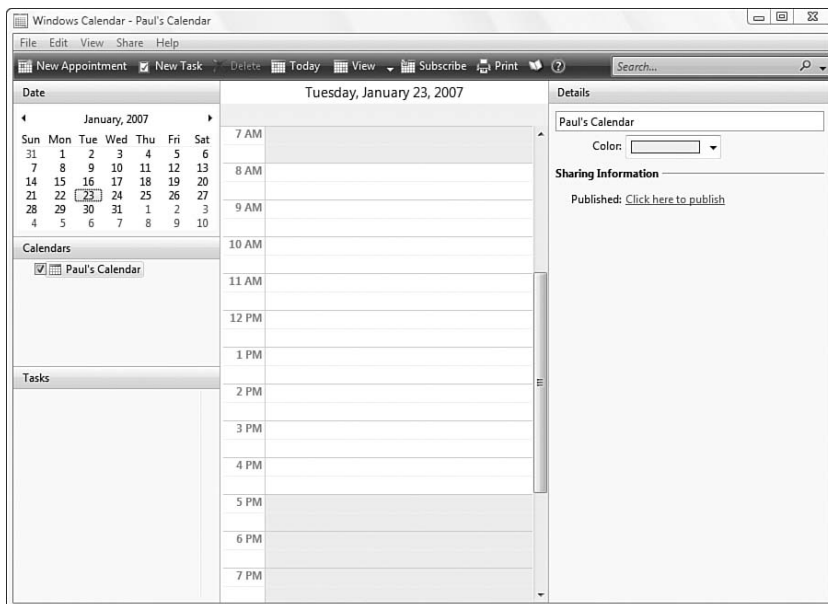 Windows Calendar - Paul's Calendar
File Edit View Share Help
New Appointment New Task Delete Today View Subscribe Print Search...
Date
January, 2007
Sun Mon Tue Wed Thu Fri Sat
31 1 2 3 4 5 6
7 8 9 10 11 12 13
14 15 16 17 18 19 20
21 22 23 24 25 26 27
28 29 30 31 1 2 3
4 5 6 7 8 9 10
Calendars
Paul's Calendar
Tasks
Tuesday, January 23, 2007
7 AM
8 AM
9 AM
10 AM
11 AM
12 PM
1 PM
2 PM
3 PM
4 PM
5 PM
6 PM
7 PM
Details
Paul's Calendar
Color:
Sharing Information
Published: Click here to publish